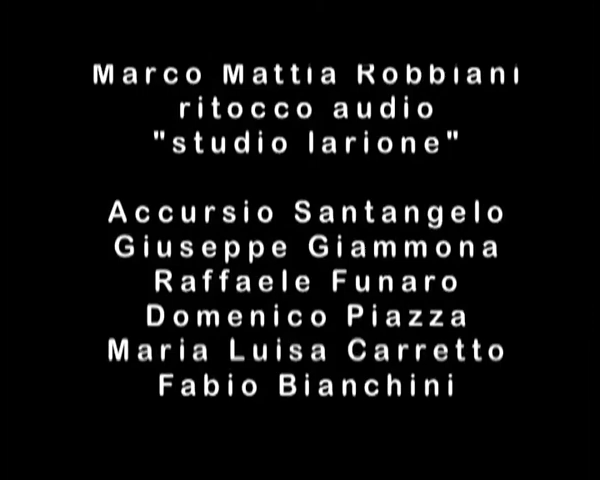 Marco Mattia Robbiani
ritocco audio
"studio larione"
Accursio Santangelo
Giuseppe Giammona
Raffaele Funaro
Domenico Piazza
Maria Luisa Carretto
Fabio Bianchini